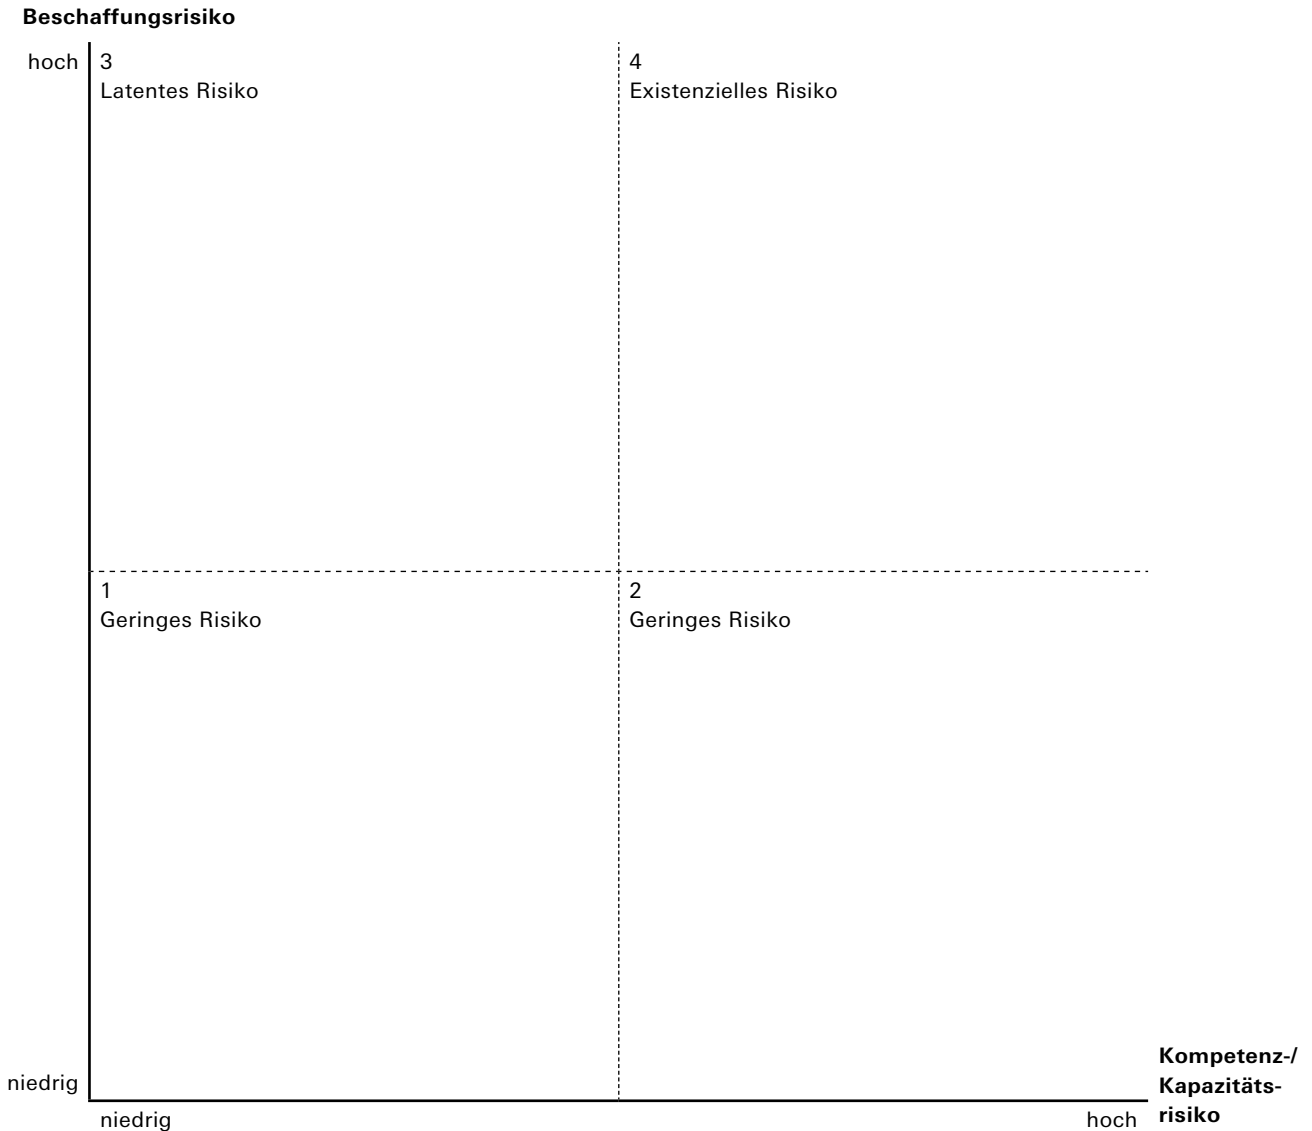 Beschaffungsrisiko
hoch
3
Latentes Risiko
4
Existenzielles Risiko
1
Geringes Risiko
2
Geringes Risiko
niedrig
niedrig
hoch
Kompetenz-/
Kapazitäts-
risiko